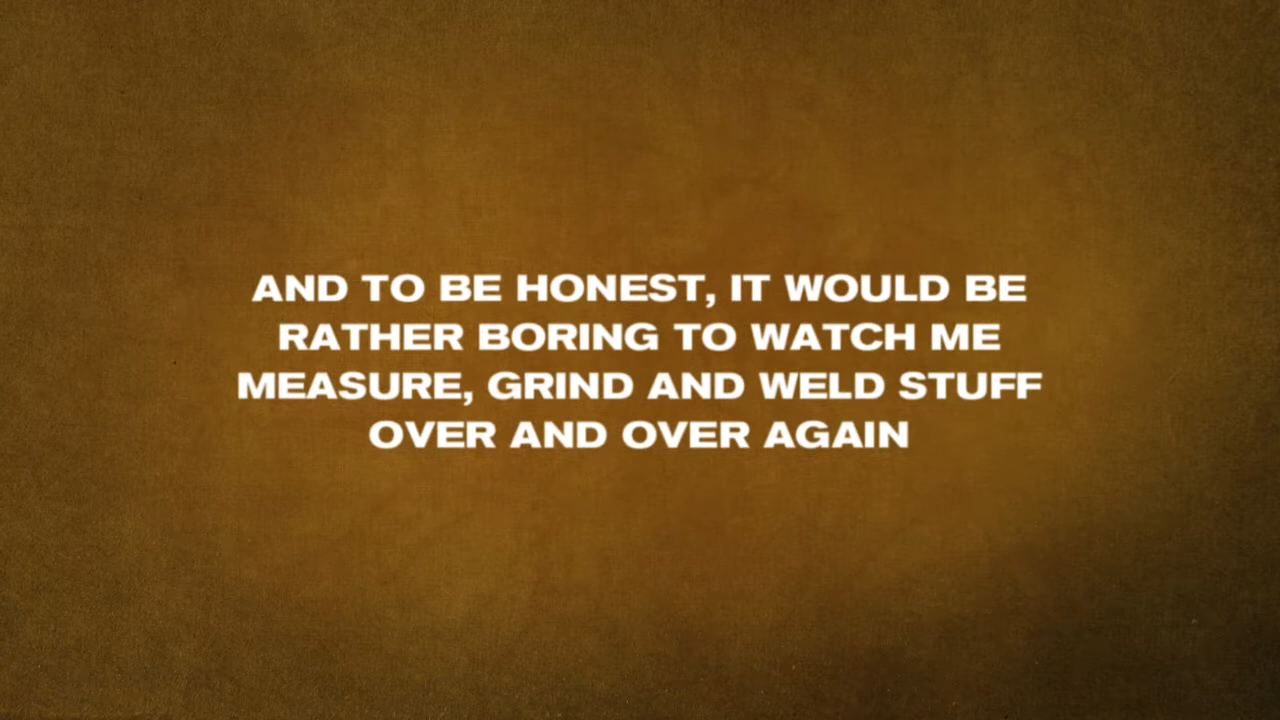 AND TO BE HONEST, IT WOULD BE
RATHER BORING TO WATCH ME
MEASURE, GRIND AND WELD STUFF
OVER AND OVER AGAIN